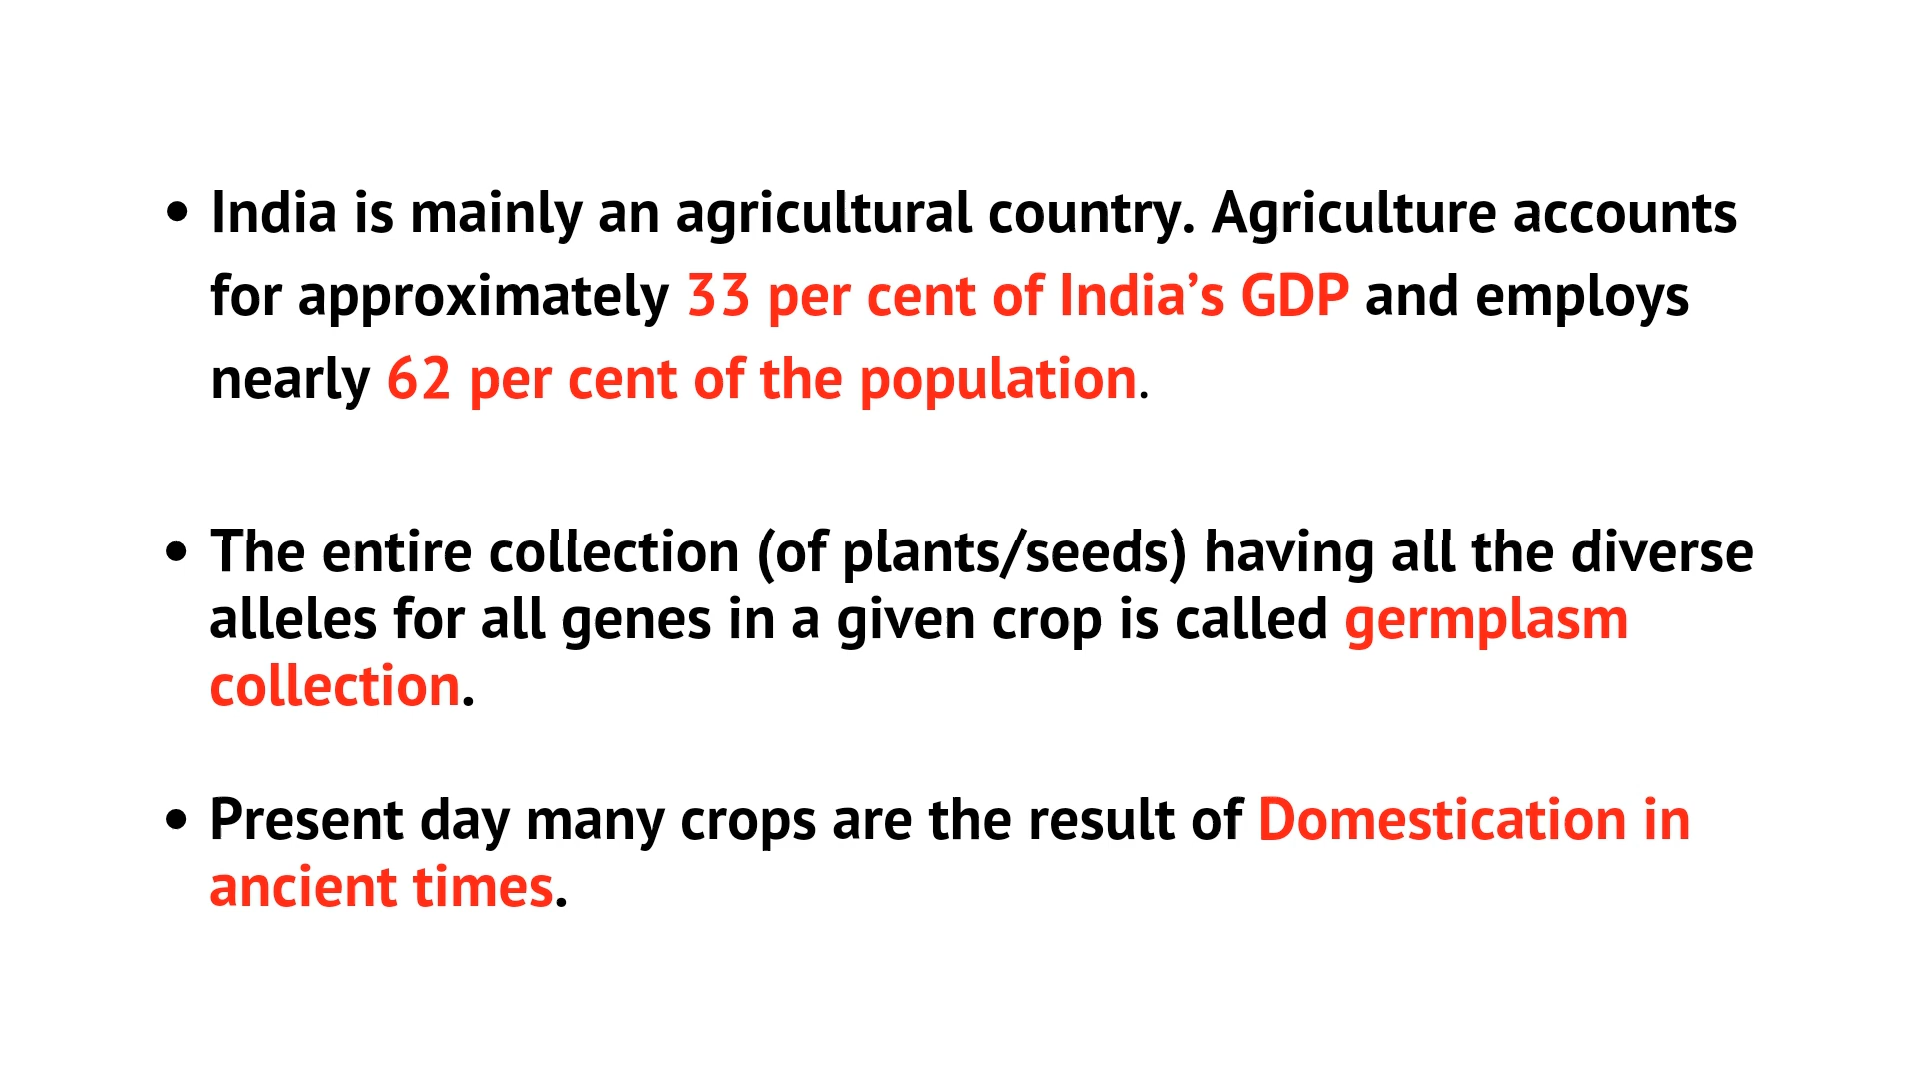 • India is mainly an agricultural country. Agriculture accounts
for approximately 33 per cent of India’s GDP and employs
nearly 62 per cent of the population.
• The entire collection (of plants/seeds) having all the diverse
alleles for all genes in a given crop is called germplasm
collection.
• Present day many crops are the result of Domestication in
ancient times.